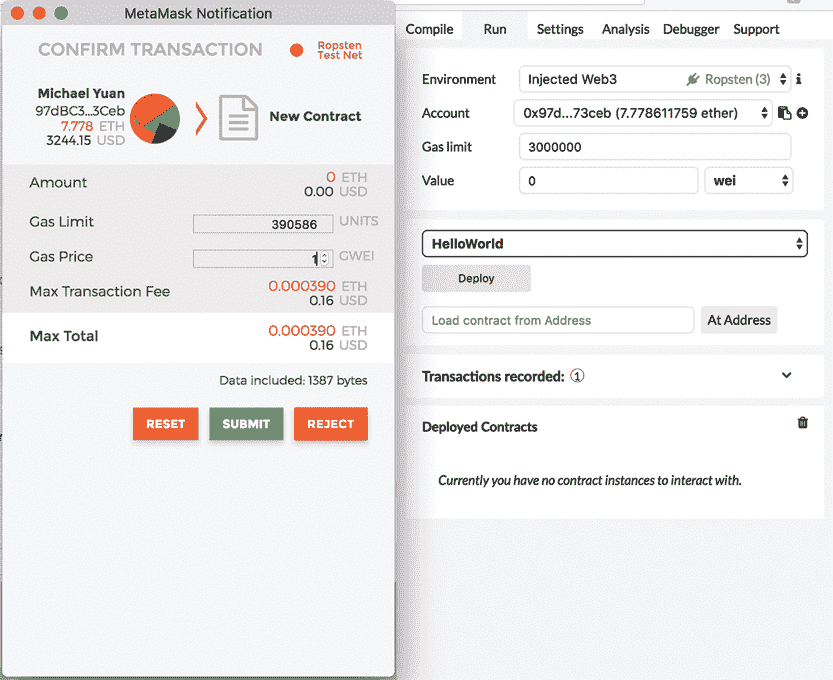 MetaMask Notification
CONFIRM TRANSACTION
Ropsten
Test Net
Michael Yuan
97dBC3...3Ceb
7.778 ETH
3244.15 USD
New Contract
Amount
0 ETH
0.00 USD
Gas Limit
390586 UNITS
Gas Price
1 GWEI
Max Transaction Fee
0.000390 ETH
0.16 USD
Max Total
0.000390 ETH
0.16 USD
Data included: 1387 bytes
RESET SUBMIT REJECT
Compile Run Settings Analysis Debugger Support
Environment Injected Web3 Ropsten (3) i
Account 0x97d...73ceb (7.778611759 ether)
Gas limit 3000000
Value 0 wei
HelloWorld
Deploy
Load contract from Address At Address
Transactions recorded: 1
Deployed Contracts
Currently you have no contract instances to interact with.